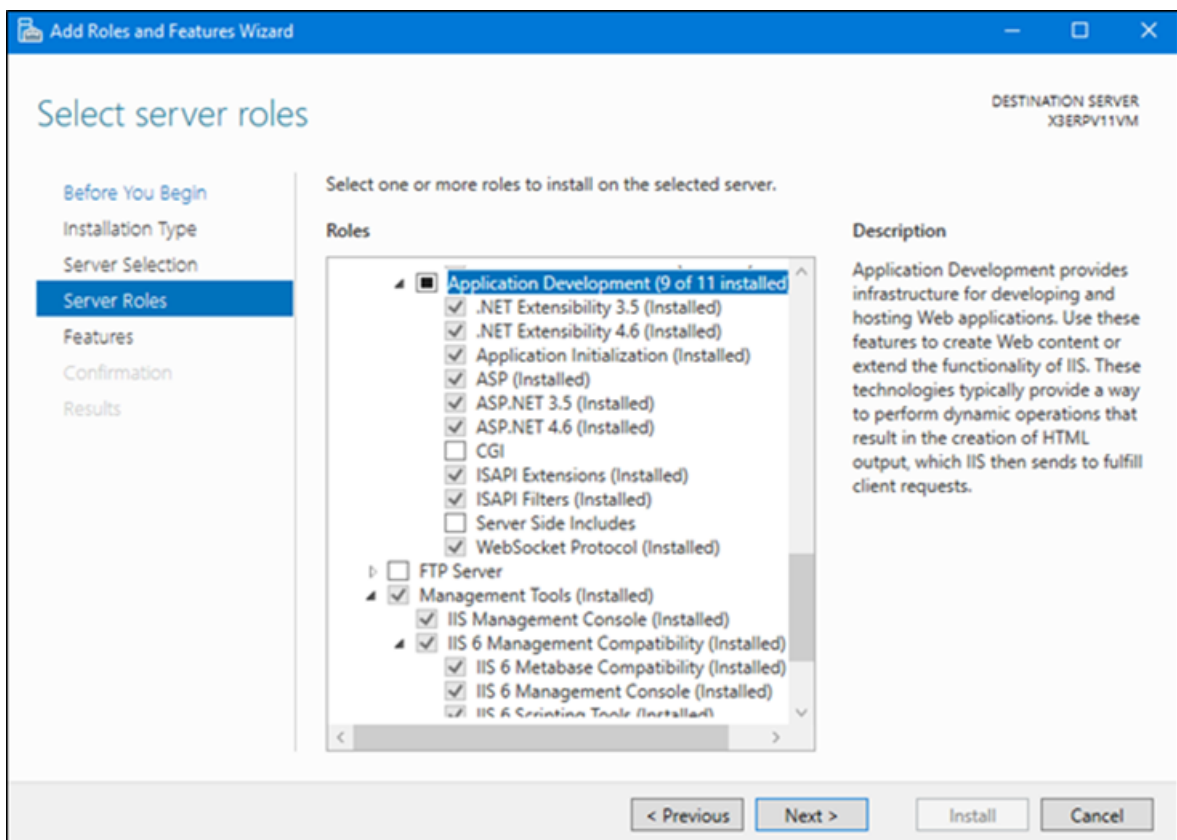 Add Roles and Features Wizard
Select server roles
DESTINATION SERVER
X3ERPV11VM
Before You Begin
Installation Type
Server Selection
Server Roles
Features
Confirmation
Results
Select one or more roles to install on the selected server.
Roles
Application Development (9 of 11 installed
.NET Extensibility 3.5 (Installed)
.NET Extensibility 4.6 (Installed)
Application Initialization (Installed)
ASP (Installed)
ASP.NET 3.5 (Installed)
ASP.NET 4.6 (Installed)
CGI
ISAPI Extensions (Installed)
ISAPI Filters (Installed)
Server Side Includes
WebSocket Protocol (Installed)
FTP Server
Management Tools (Installed)
IIS Management Console (Installed)
IIS 6 Management Compatibility (Installed)
IIS 6 Metabase Compatibility (Installed)
IIS 6 Management Console (Installed)
IIS 6 Scripting Tools (Installed)
Description
Application Development provides
infrastructure for developing and
hosting Web applications. Use these
features to create Web content or
extend the functionality of IIS. These
technologies typically provide a way
to perform dynamic operations that
result in the creation of HTML
output, which IIS then sends to fulfill
client requests.
< Previous
Next >
Install
Cancel